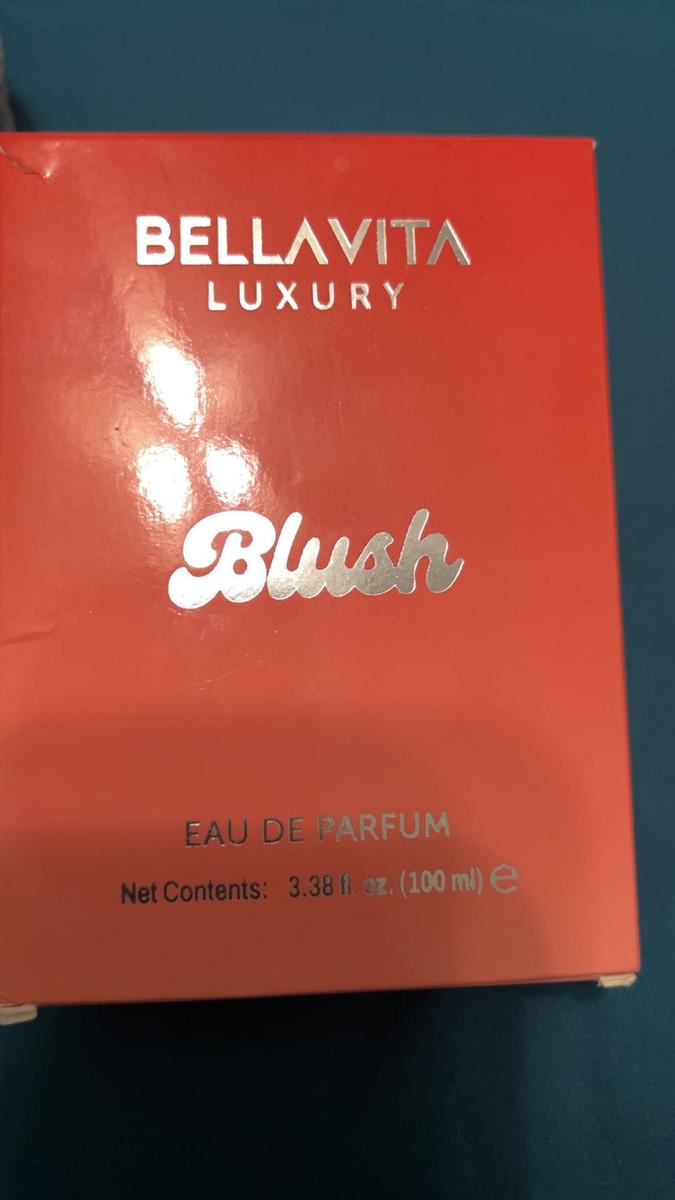 BELLAVITA
LUXURY
Blush
EAU DE PARFUM
Net Contents: 3.38 fl. oz. (100 ml) ℮